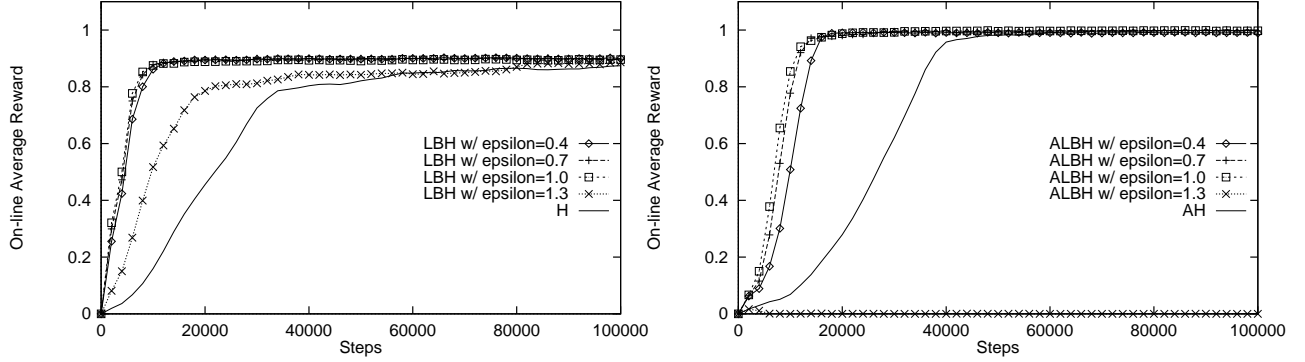 On-line Average Reward
1
0.8
0.6
0.4
0.2
0
LBH w/ epsilon=0.4
LBH w/ epsilon=0.7
LBH w/ epsilon=1.0
LBH w/ epsilon=1.3
H
0 20000 40000 60000 80000 100000
Steps
On-line Average Reward
1
0.8
0.6
0.4
0.2
0
ALBH w/ epsilon=0.4
ALBH w/ epsilon=0.7
ALBH w/ epsilon=1.0
ALBH w/ epsilon=1.3
AH
0 20000 40000 60000 80000 100000
Steps